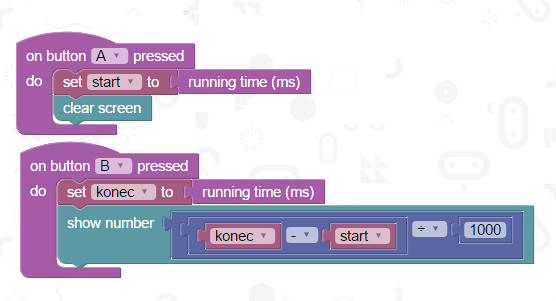 on button A pressed
do set start to running time (ms)
clear screen
on button B pressed
do set konec to running time (ms)
show number konec - start ÷ 1000